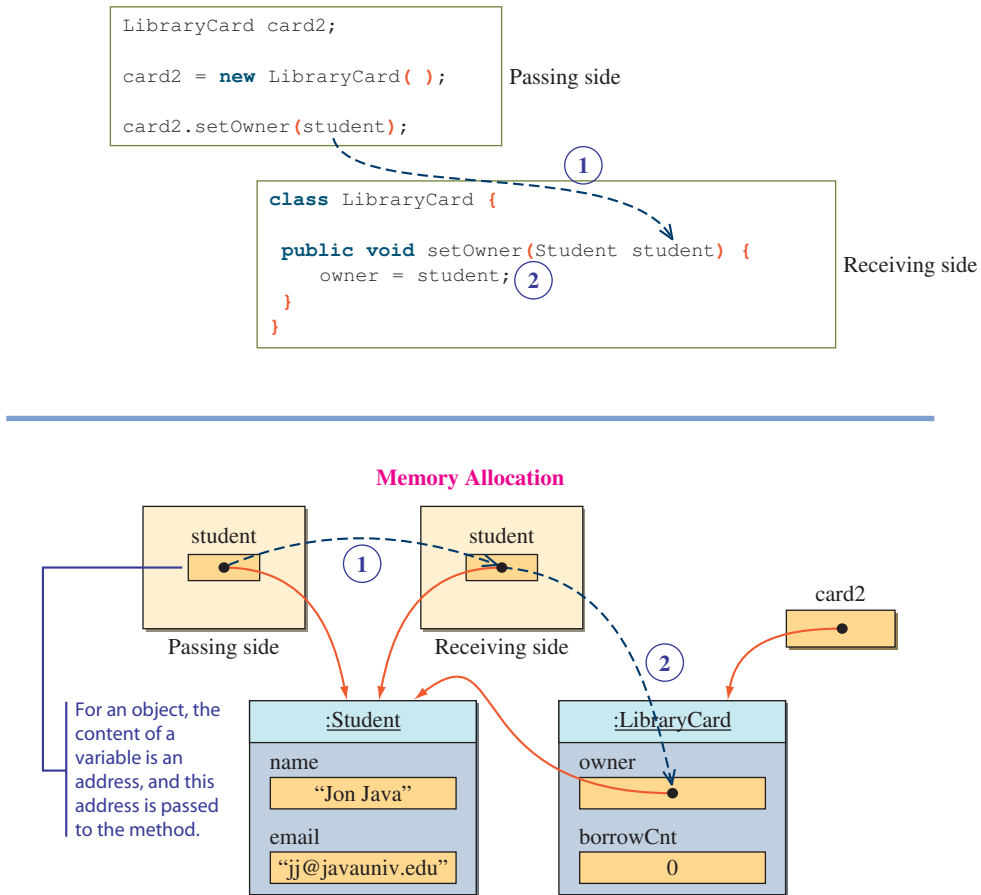 LibraryCard card2;
card2 = new LibraryCard( );
card2.setOwner(student);
Passing side
1
class LibraryCard {
public void setOwner(Student student) {
owner = student;
2
}
}
Receiving side
Memory Allocation
student
1
student
Passing side
Receiving side
card2
2
For an object, the
content of a
variable is an
address, and this
address is passed
to the method.
:Student
name
“Jon Java”
email
“jj@javauniv.edu”
:LibraryCard
owner
borrowCnt
0